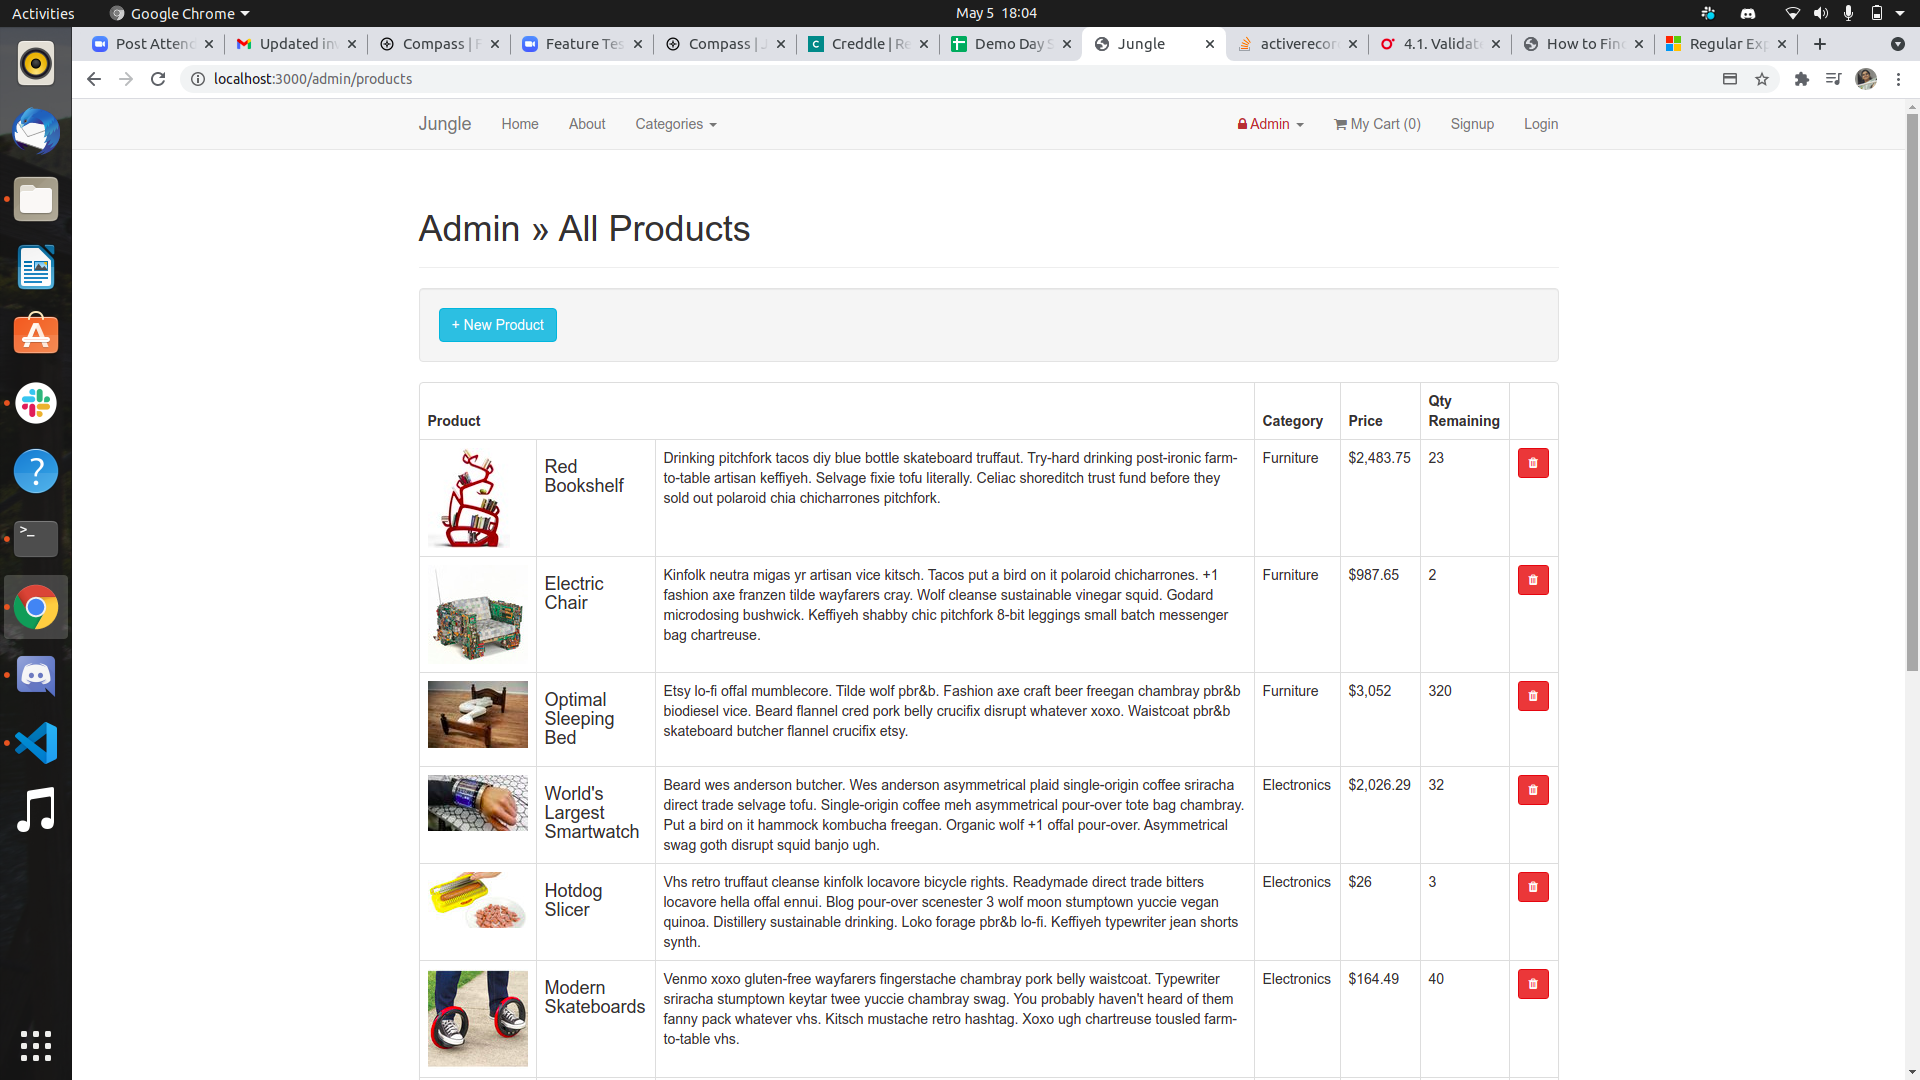 Activities
Google Chrome
May 5 18:04
Post Attend
Updated in
Compass | F
Feature Tes
Compass | J
Creddle | Re
Demo Day S
Jungle
activerecor
4.1. Validat
How to Find
Regular Exp
localhost:3000/admin/products
Jungle
Home
About
Categories
Admin
My Cart (0)
Signup
Login
Admin » All Products
+ New Product
Product
Category
Price
Qty
Remaining
Red
Bookshelf
Drinking pitchfork tacos diy blue bottle skateboard truffaut. Try-hard drinking post-ironic farm-
to-table artisan keffiyeh. Selvage fixie tofu literally. Celiac shoreditch trust fund before they
sold out polaroid chia chicharrones pitchfork.
Furniture
$2,483.75
23
Electric
Chair
Kinfolk neutra migas yr artisan vice kitsch. Tacos put a bird on it polaroid chicharrones. +1
fashion axe franzen tilde wayfarers cray. Wolf cleanse sustainable vinegar squid. Godard
microdosing bushwick. Keffiyeh shabby chic pitchfork 8-bit leggings small batch messenger
bag chartreuse.
Furniture
$987.65
2
Optimal
Sleeping
Bed
Etsy lo-fi offal mumblecore. Tilde wolf pbr&b. Fashion axe craft beer freegan chambray pbr&b
biodiesel vice. Beard flannel cred pork belly crucifix disrupt whatever xoxo. Waistcoat pbr&b
skateboard butcher flannel crucifix etsy.
Furniture
$3,052
320
World's
Largest
Smartwatch
Beard wes anderson butcher. Wes anderson asymmetrical plaid single-origin coffee sriracha
direct trade selvage tofu. Single-origin coffee meh asymmetrical pour-over tote bag chambray.
Put a bird on it hammock kombucha freegan. Organic wolf +1 offal pour-over. Asymmetrical
swag goth disrupt squid banjo ugh.
Electronics
$2,026.29
32
Hotdog
Slicer
Vhs retro truffaut cleanse kinfolk locavore bicycle rights. Readymade direct trade bitters
locavore hella offal ennui. Blog pour-over scenester 3 wolf moon stumptown yuccie vegan
quinoa. Distillery sustainable drinking. Loko forage pbr&b lo-fi. Keffiyeh typewriter jean shorts
synth.
Electronics
$26
3
Modern
Skateboards
Venmo xoxo gluten-free wayfarers fingerstache chambray pork belly waistcoat. Typewriter
sriracha stumptown keytar twee yuccie chambray swag. You probably haven't heard of them
fanny pack whatever vhs. Kitsch mustache retro hashtag. Xoxo ugh chartreuse tousled farm-
to-table vhs.
Electronics
$164.49
40